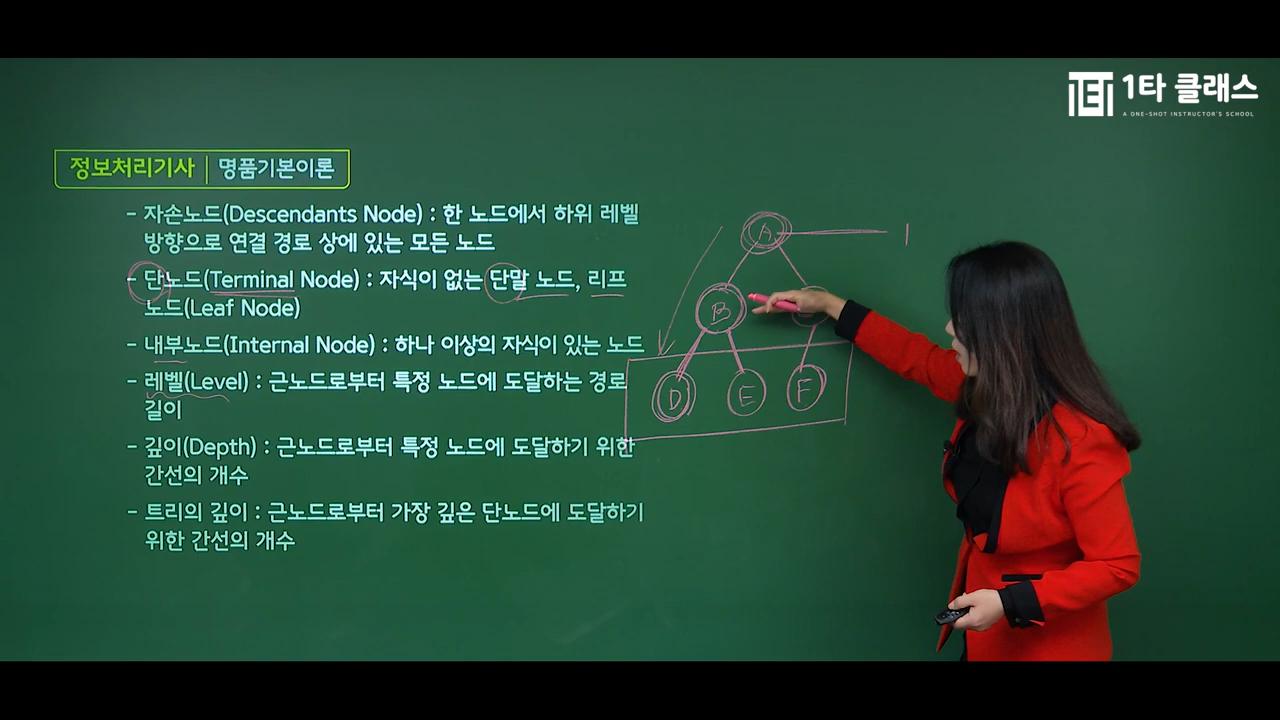 1타 클래스
A ONE-SHOT INSTRUCTOR'S SCHOOL
정보처리기사 | 명품기본이론
- 자손노드(Descendants Node) : 한 노드에서 하위 레벨
방향으로 연결 경로 상에 있는 모든 노드
- 단노드(Terminal Node) : 자식이 없는 단말 노드, 리프
노드(Leaf Node)
- 내부노드(Internal Node) : 하나 이상의 자식이 있는 노드
- 레벨(Level) : 근노드로부터 특정 노드에 도달하는 경로
길이
- 깊이(Depth) : 근노드로부터 특정 노드에 도달하기 위한
간선의 개수
- 트리의 깊이 : 근노드로부터 가장 깊은 단노드에 도달하기
위한 간선의 개수
A 1
B
D E F